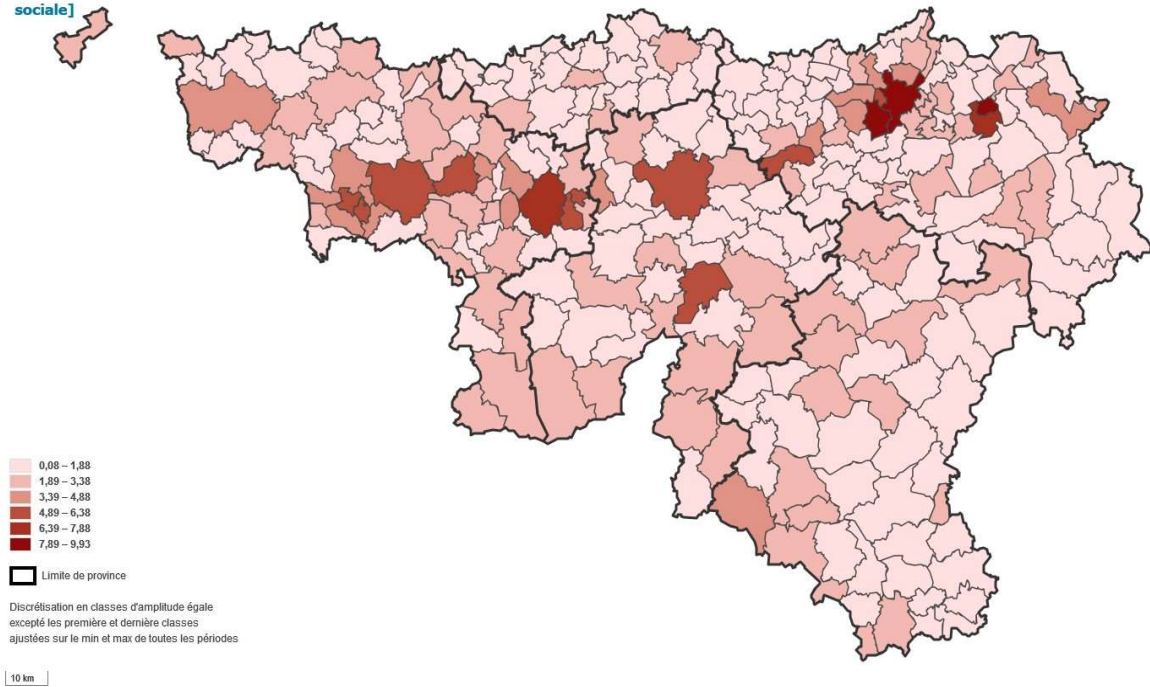 sociale]
0,08 – 1,88
1,89 – 3,38
3,39 – 4,88
4,89 – 6,38
6,39 – 7,88
7,89 – 9,93
Limite de province
Discrétisation en classes d'amplitude égale
excepté les première et dernière classes
ajustées sur le min et max de toutes les périodes
10 km